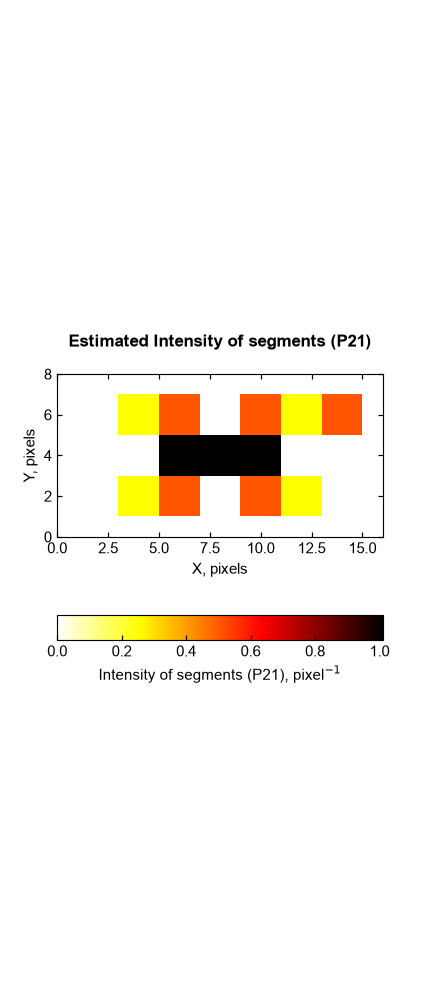 Estimated Intensity of segments (P21)
8
6
4
2
0
Y, pixels
0.0 2.5 5.0 7.5 10.0 12.5 15.0
X, pixels
0.0 0.2 0.4 0.6 0.8 1.0
Intensity of segments (P21), pixel⁻¹